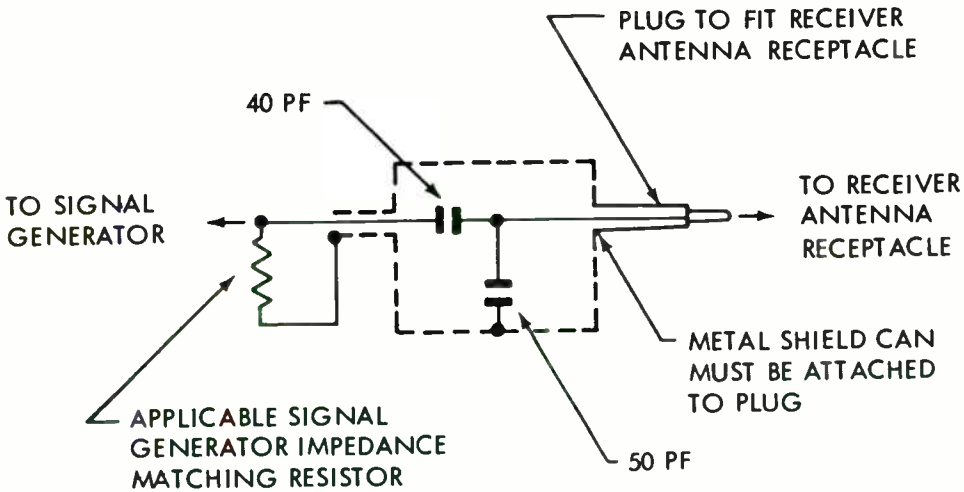 PLUG TO FIT RECEIVER
ANTENNA RECEPTACLE
40 PF
TO SIGNAL
GENERATOR
TO RECEIVER
ANTENNA
RECEPTACLE
METAL SHIELD CAN
MUST BE ATTACHED
TO PLUG
APPLICABLE SIGNAL
GENERATOR IMPEDANCE
MATCHING RESISTOR
50 PF